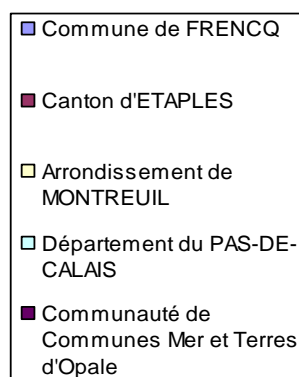 Commune de FRENCQ
Canton d'ETAPLES
Arrondissement de
MONTREUIL
Département du PAS-DE-
CALAIS
Communauté de
Communes Mer et Terres
d'Opale